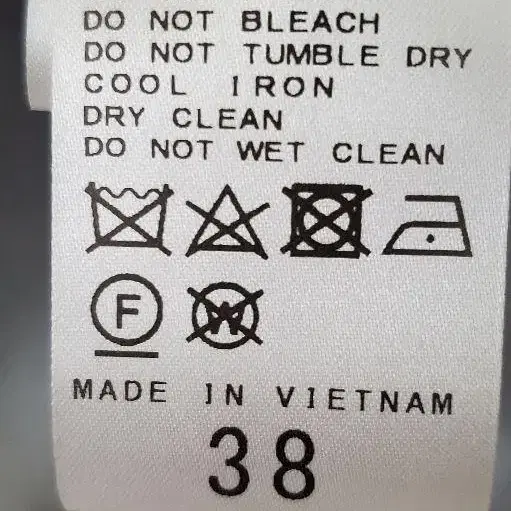 DO NOT BLEACH
DO NOT TUMBLE DRY
COOL IRON
DRY CLEAN
DO NOT WET CLEAN
F W
MADE IN VIETNAM
38